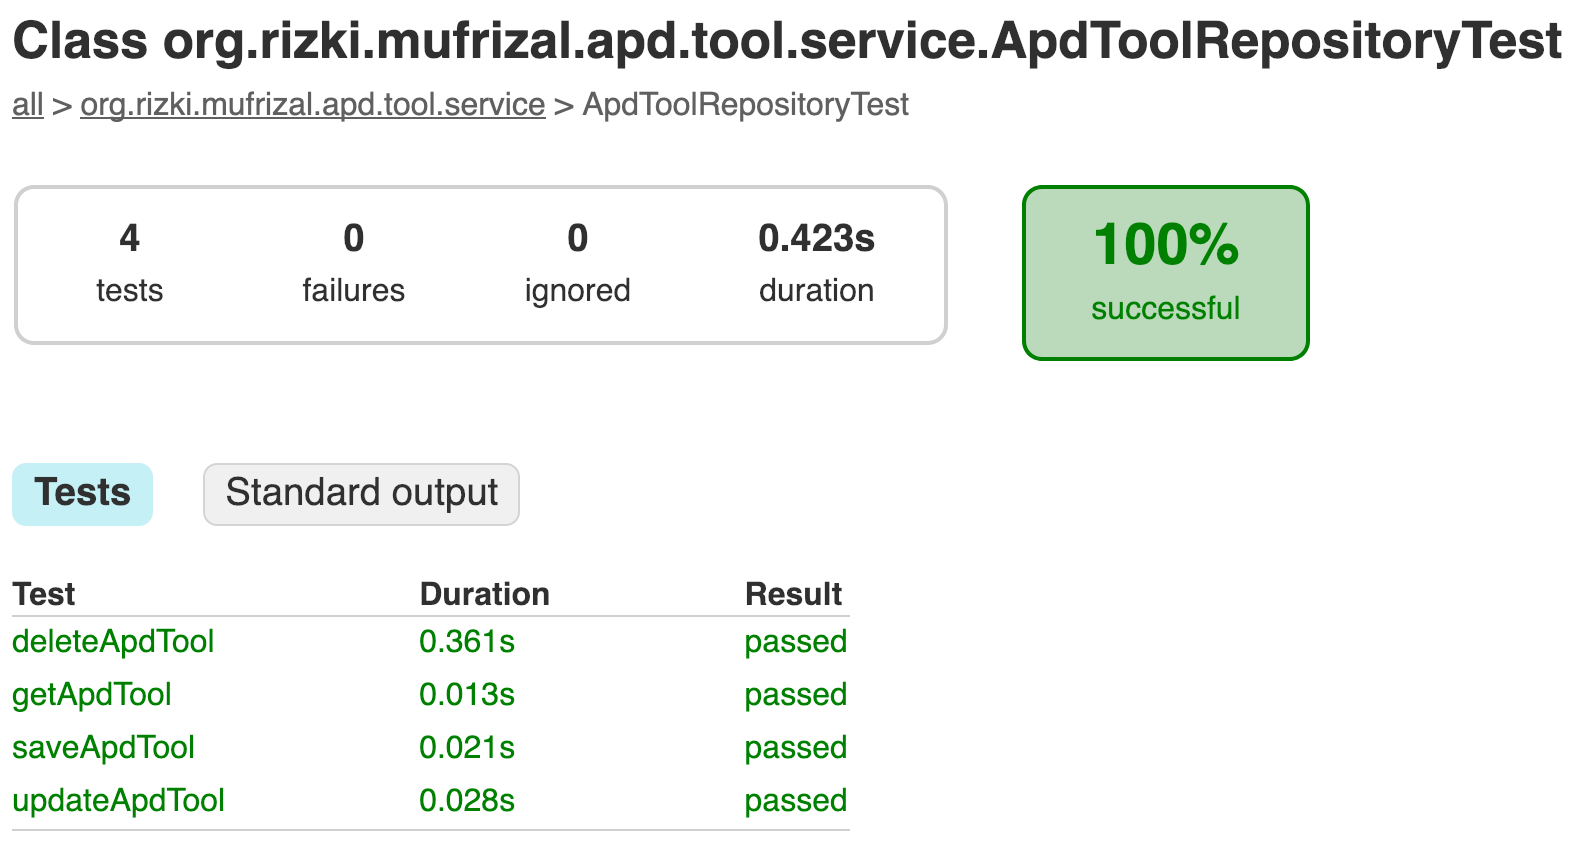 Class org.rizki.mufrizal.apd.tool.service.ApdToolRepositoryTest
all > org.rizki.mufrizal.apd.tool.service > ApdToolRepositoryTest
4 0 0 0.423s
tests failures ignored duration
100%
successful
Tests Standard output
Test Duration Result
deleteApdTool 0.361s passed
getApdTool 0.013s passed
saveApdTool 0.021s passed
updateApdTool 0.028s passed